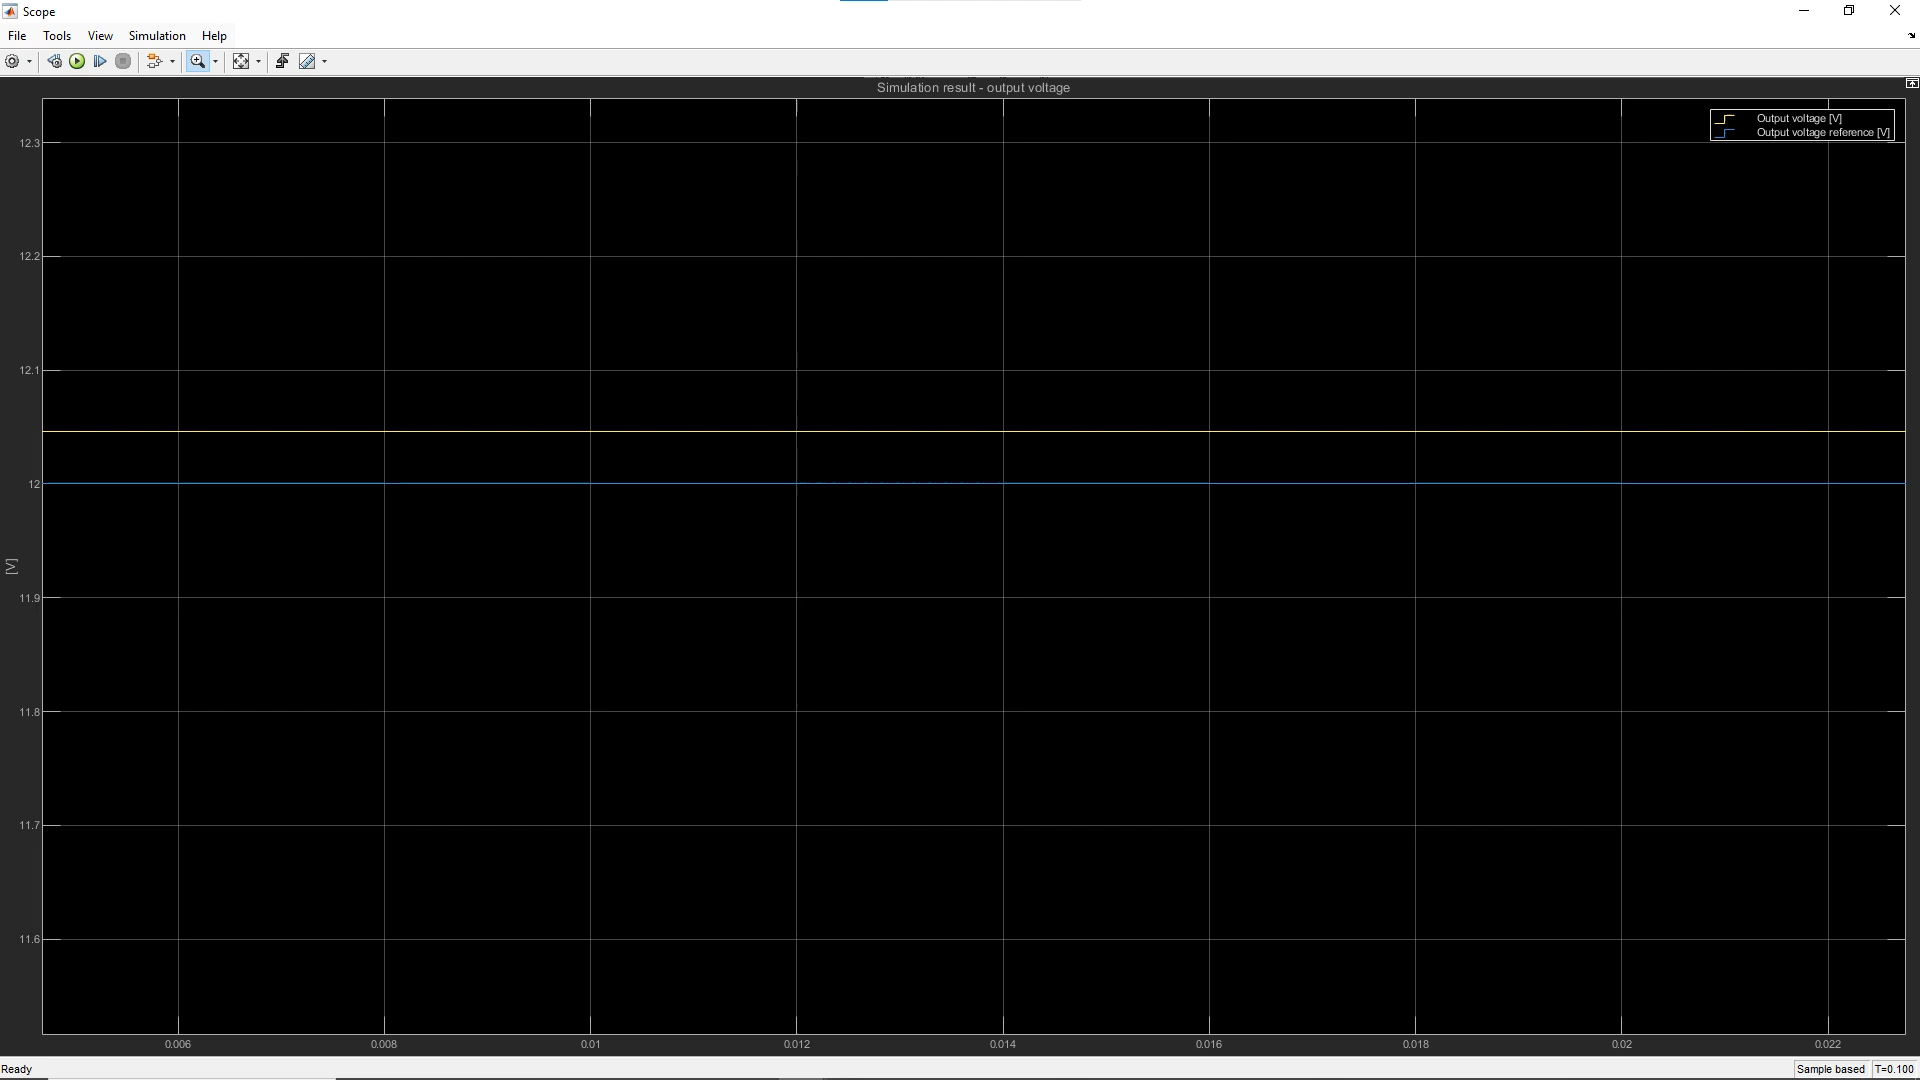 Scope
File Tools View Simulation Help
Simulation result - output voltage
Output voltage [V]
Output voltage reference [V]
12.3
12.2
12.1
12
11.9
11.8
11.7
11.6
[V]
0.006 0.008 0.01 0.012 0.014 0.016 0.018 0.02 0.022
Ready Sample based T=0.100